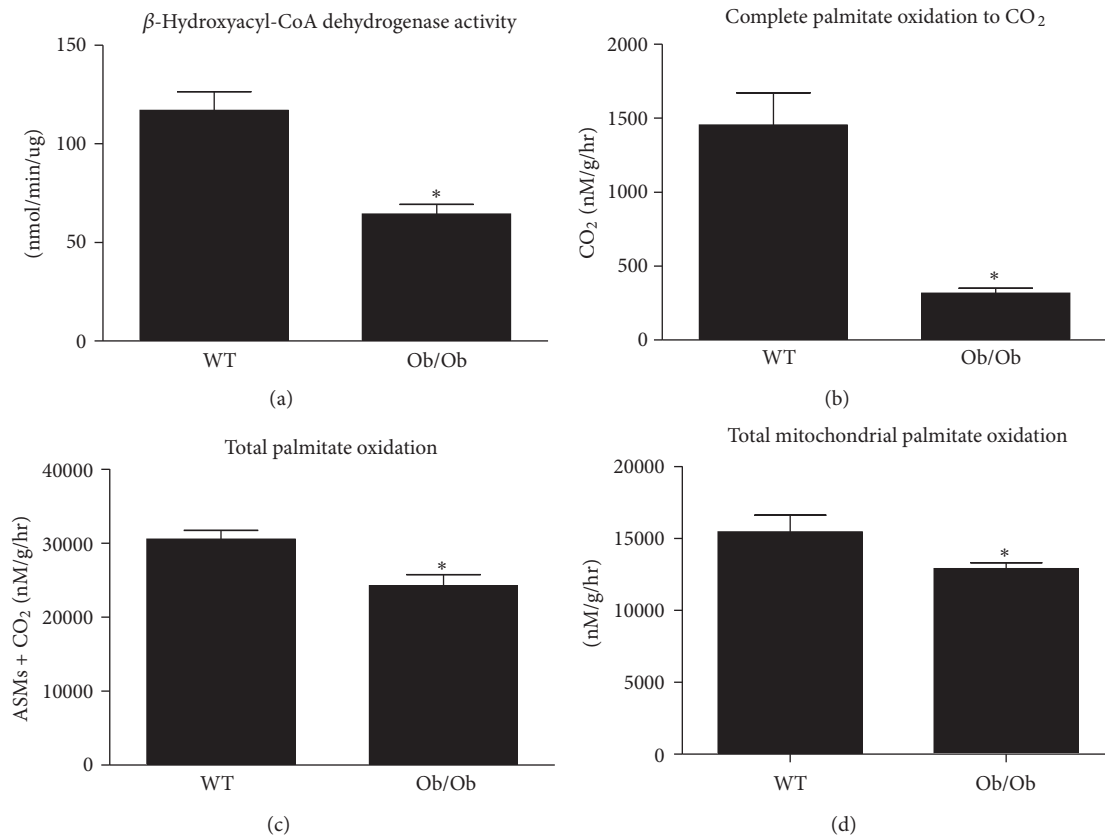 β-Hydroxyacyl-CoA dehydrogenase activity
150
100
50
0
(nmol/min/ug)
*
WT
Ob/Ob
(a)
Complete palmitate oxidation to CO₂
2000
1500
1000
500
0
CO₂ (nM/g/hr)
*
WT
Ob/Ob
(b)
Total palmitate oxidation
40000
30000
20000
10000
0
ASMs + CO₂ (nM/g/hr)
*
WT
Ob/Ob
(c)
Total mitochondrial palmitate oxidation
20000
15000
10000
5000
0
(nM/g/hr)
*
WT
Ob/Ob
(d)